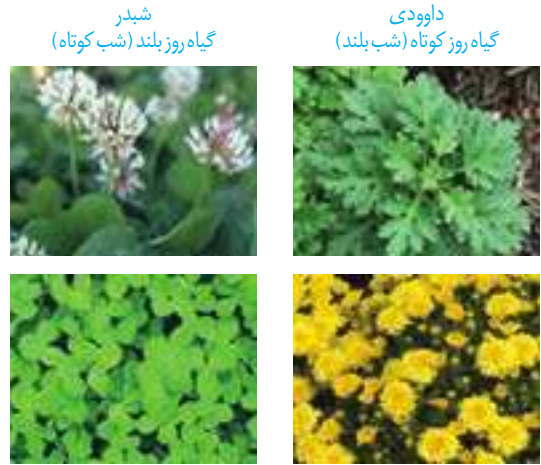 داوودی
گیاه روز کوتاه (شب بلند)
شبدر
گیاه روز بلند (شب کوتاه)